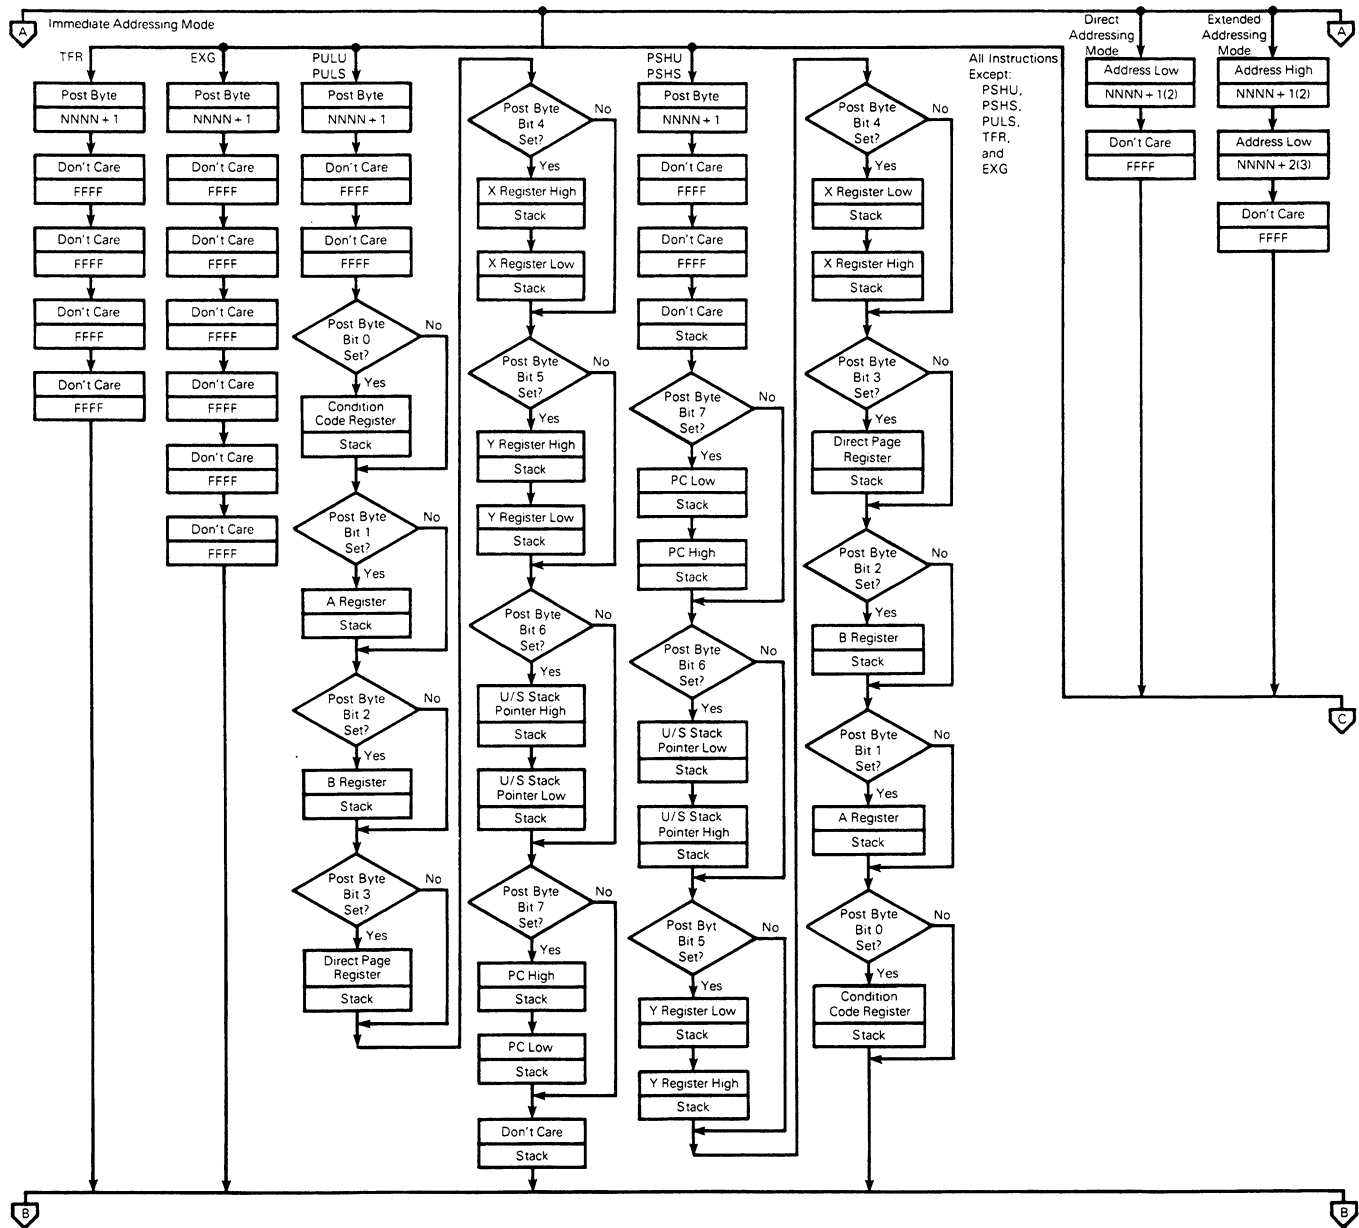 A
Immediate Addressing Mode
Direct
Addressing
Mode
Extended
Addressing
Mode
A
TFR
Post Byte
NNNN + 1
Don't Care
FFFF
Don't Care
FFFF
Don't Care
FFFF
Don't Care
FFFF
EXG
Post Byte
NNNN + 1
Don't Care
FFFF
Don't Care
FFFF
Don't Care
FFFF
Don't Care
FFFF
Don't Care
FFFF
Don't Care
FFFF
PULU
PULS
Post Byte
NNNN + 1
Don't Care
FFFF
Don't Care
FFFF
Post Byte
Bit 0
Set?
No
Yes
Condition
Code Register
Stack
Post Byte
Bit 1
Set?
No
Yes
A Register
Stack
Post Byte
Bit 2
Set?
No
Yes
B Register
Stack
Post Byte
Bit 3
Set?
No
Yes
Direct Page
Register
Stack
Post Byte
Bit 4
Set?
No
Yes
X Register High
Stack
X Register Low
Stack
Post Byte
Bit 5
Set?
No
Yes
Y Register High
Stack
Y Register Low
Stack
Post Byte
Bit 6
Set?
No
Yes
U/S Stack
Pointer High
Stack
U/S Stack
Pointer Low
Stack
Post Byte
Bit 7
Set?
No
Yes
PC High
Stack
PC Low
Stack
Don't Care
Stack
PSHU
PSHS
Post Byte
NNNN + 1
Don't Care
FFFF
Don't Care
FFFF
Don't Care
Stack
Post Byte
Bit 7
Set?
No
Yes
PC Low
Stack
PC High
Stack
Post Byte
Bit 6
Set?
No
Yes
U/S Stack
Pointer Low
Stack
U/S Stack
Pointer High
Stack
Post Byt
Bit 5
Set?
No
Yes
Y Register Low
Stack
Y Register High
Stack
Post Byte
Bit 4
Set?
No
Yes
X Register Low
Stack
X Register High
Stack
Post Byte
Bit 3
Set?
No
Yes
Direct Page
Register
Stack
Post Byte
Bit 2
Set?
No
Yes
B Register
Stack
Post Byte
Bit 1
Set?
No
Yes
A Register
Stack
Post Byte
Bit 0
Set?
No
Yes
Condition
Code Register
Stack
All Instructions
Except:
PSHU,
PSHS,
PULS,
TFR,
and
EXG
Address Low
NNNN + 1(2)
Don't Care
FFFF
Address High
NNNN + 1(2)
Address Low
NNNN + 2(3)
Don't Care
FFFF
C
B
B